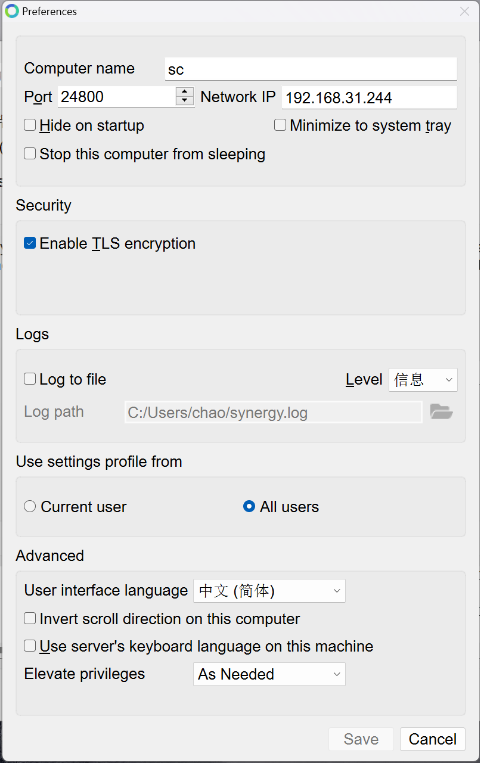 Preferences
Computer name sc
Port 24800 Network IP 192.168.31.244
Hide on startup Minimize to system tray
Stop this computer from sleeping
Security
Enable TLS encryption
Logs
Log to file Level 信息
Log path C:/Users/chao/synergy.log
Use settings profile from
Current user All users
Advanced
User interface language 中文 (简体)
Invert scroll direction on this computer
Use server's keyboard language on this machine
Elevate privileges As Needed
Save Cancel